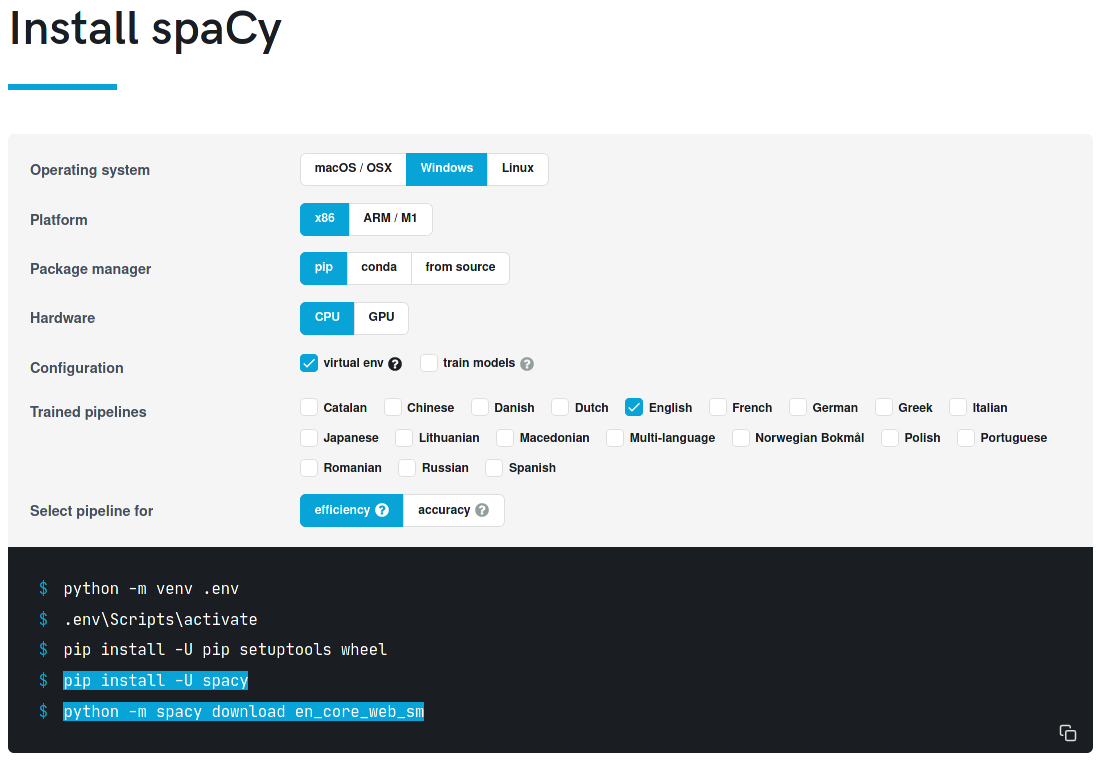 Install spaCy
Operating system macOS / OSX Windows Linux
Platform x86 ARM / M1
Package manager pip conda from source
Hardware CPU GPU
Configuration virtual env ? train models ?
Trained pipelines Catalan Chinese Danish Dutch English French German Greek Italian
Japanese Lithuanian Macedonian Multi-language Norwegian Bokmål Polish Portuguese
Romanian Russian Spanish
Select pipeline for efficiency ? accuracy ?
$ python -m venv .env
$ .env\Scripts\activate
$ pip install -U pip setuptools wheel
$ pip install -U spacy
$ python -m spacy download en_core_web_sm